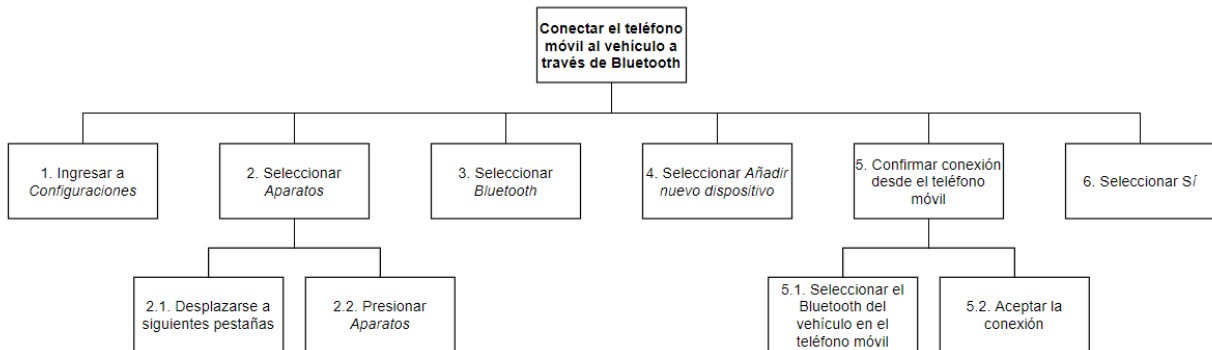 Conectar el teléfono
móvil al vehículo a
través de Bluetooth
1. Ingresar a
Configuraciones
2. Seleccionar
Aparatos
3. Seleccionar
Bluetooth
4. Seleccionar Añadir
nuevo dispositivo
5. Confirmar conexión
desde el teléfono
móvil
6. Seleccionar Sí
2.1. Desplazarse a
siguientes pestañas
2.2. Presionar
Aparatos
5.1. Seleccionar el
Bluetooth del
vehículo en el
teléfono móvil
5.2. Aceptar la
conexión